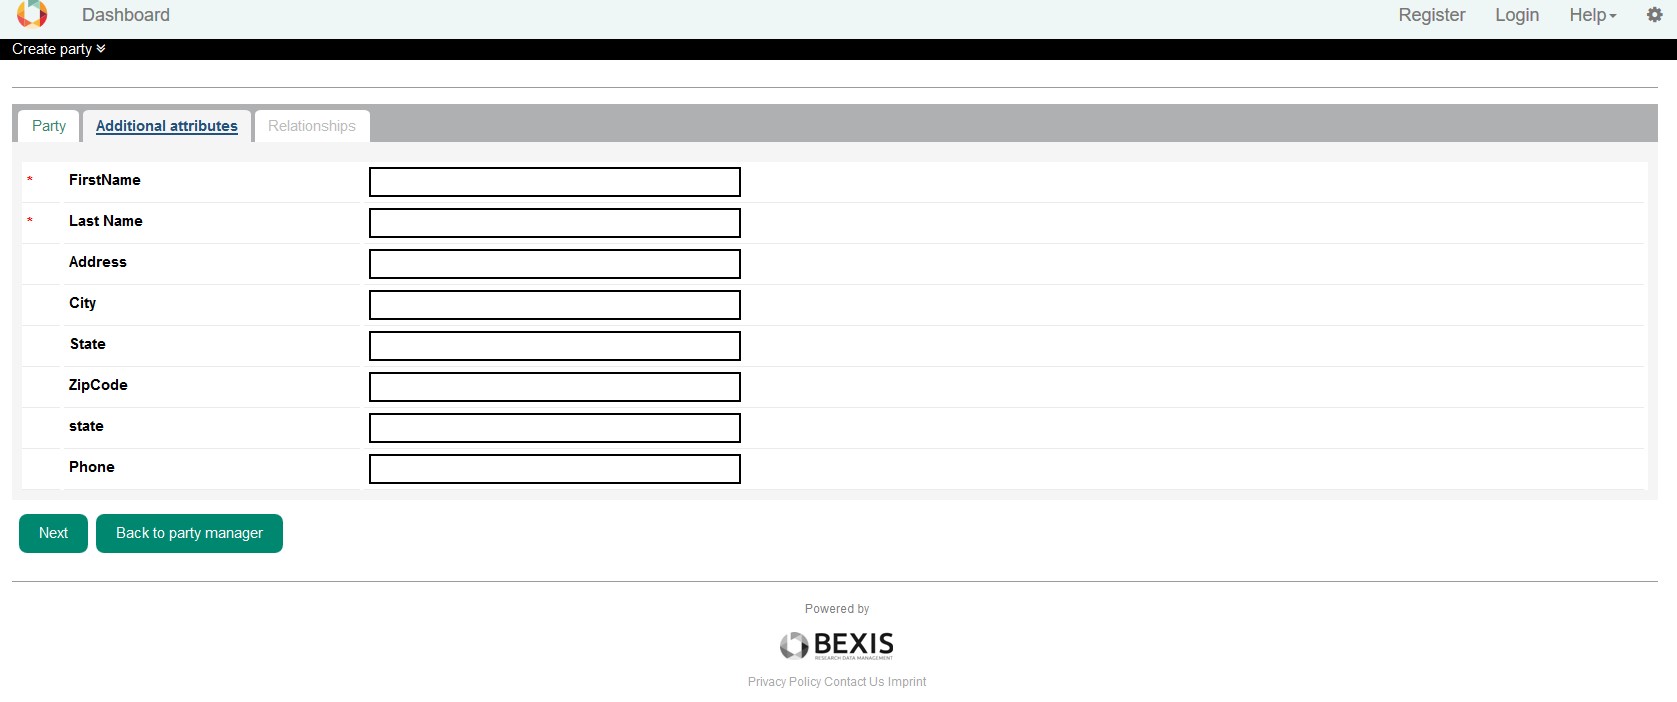 Dashboard Register Login Help
Create party
Party Additional attributes Relationships
* FirstName
* Last Name
Address
City
State
ZipCode
state
Phone
Next Back to party manager
Powered by
BEXIS
RESEARCH DATA MANAGEMENT
Privacy Policy Contact Us Imprint